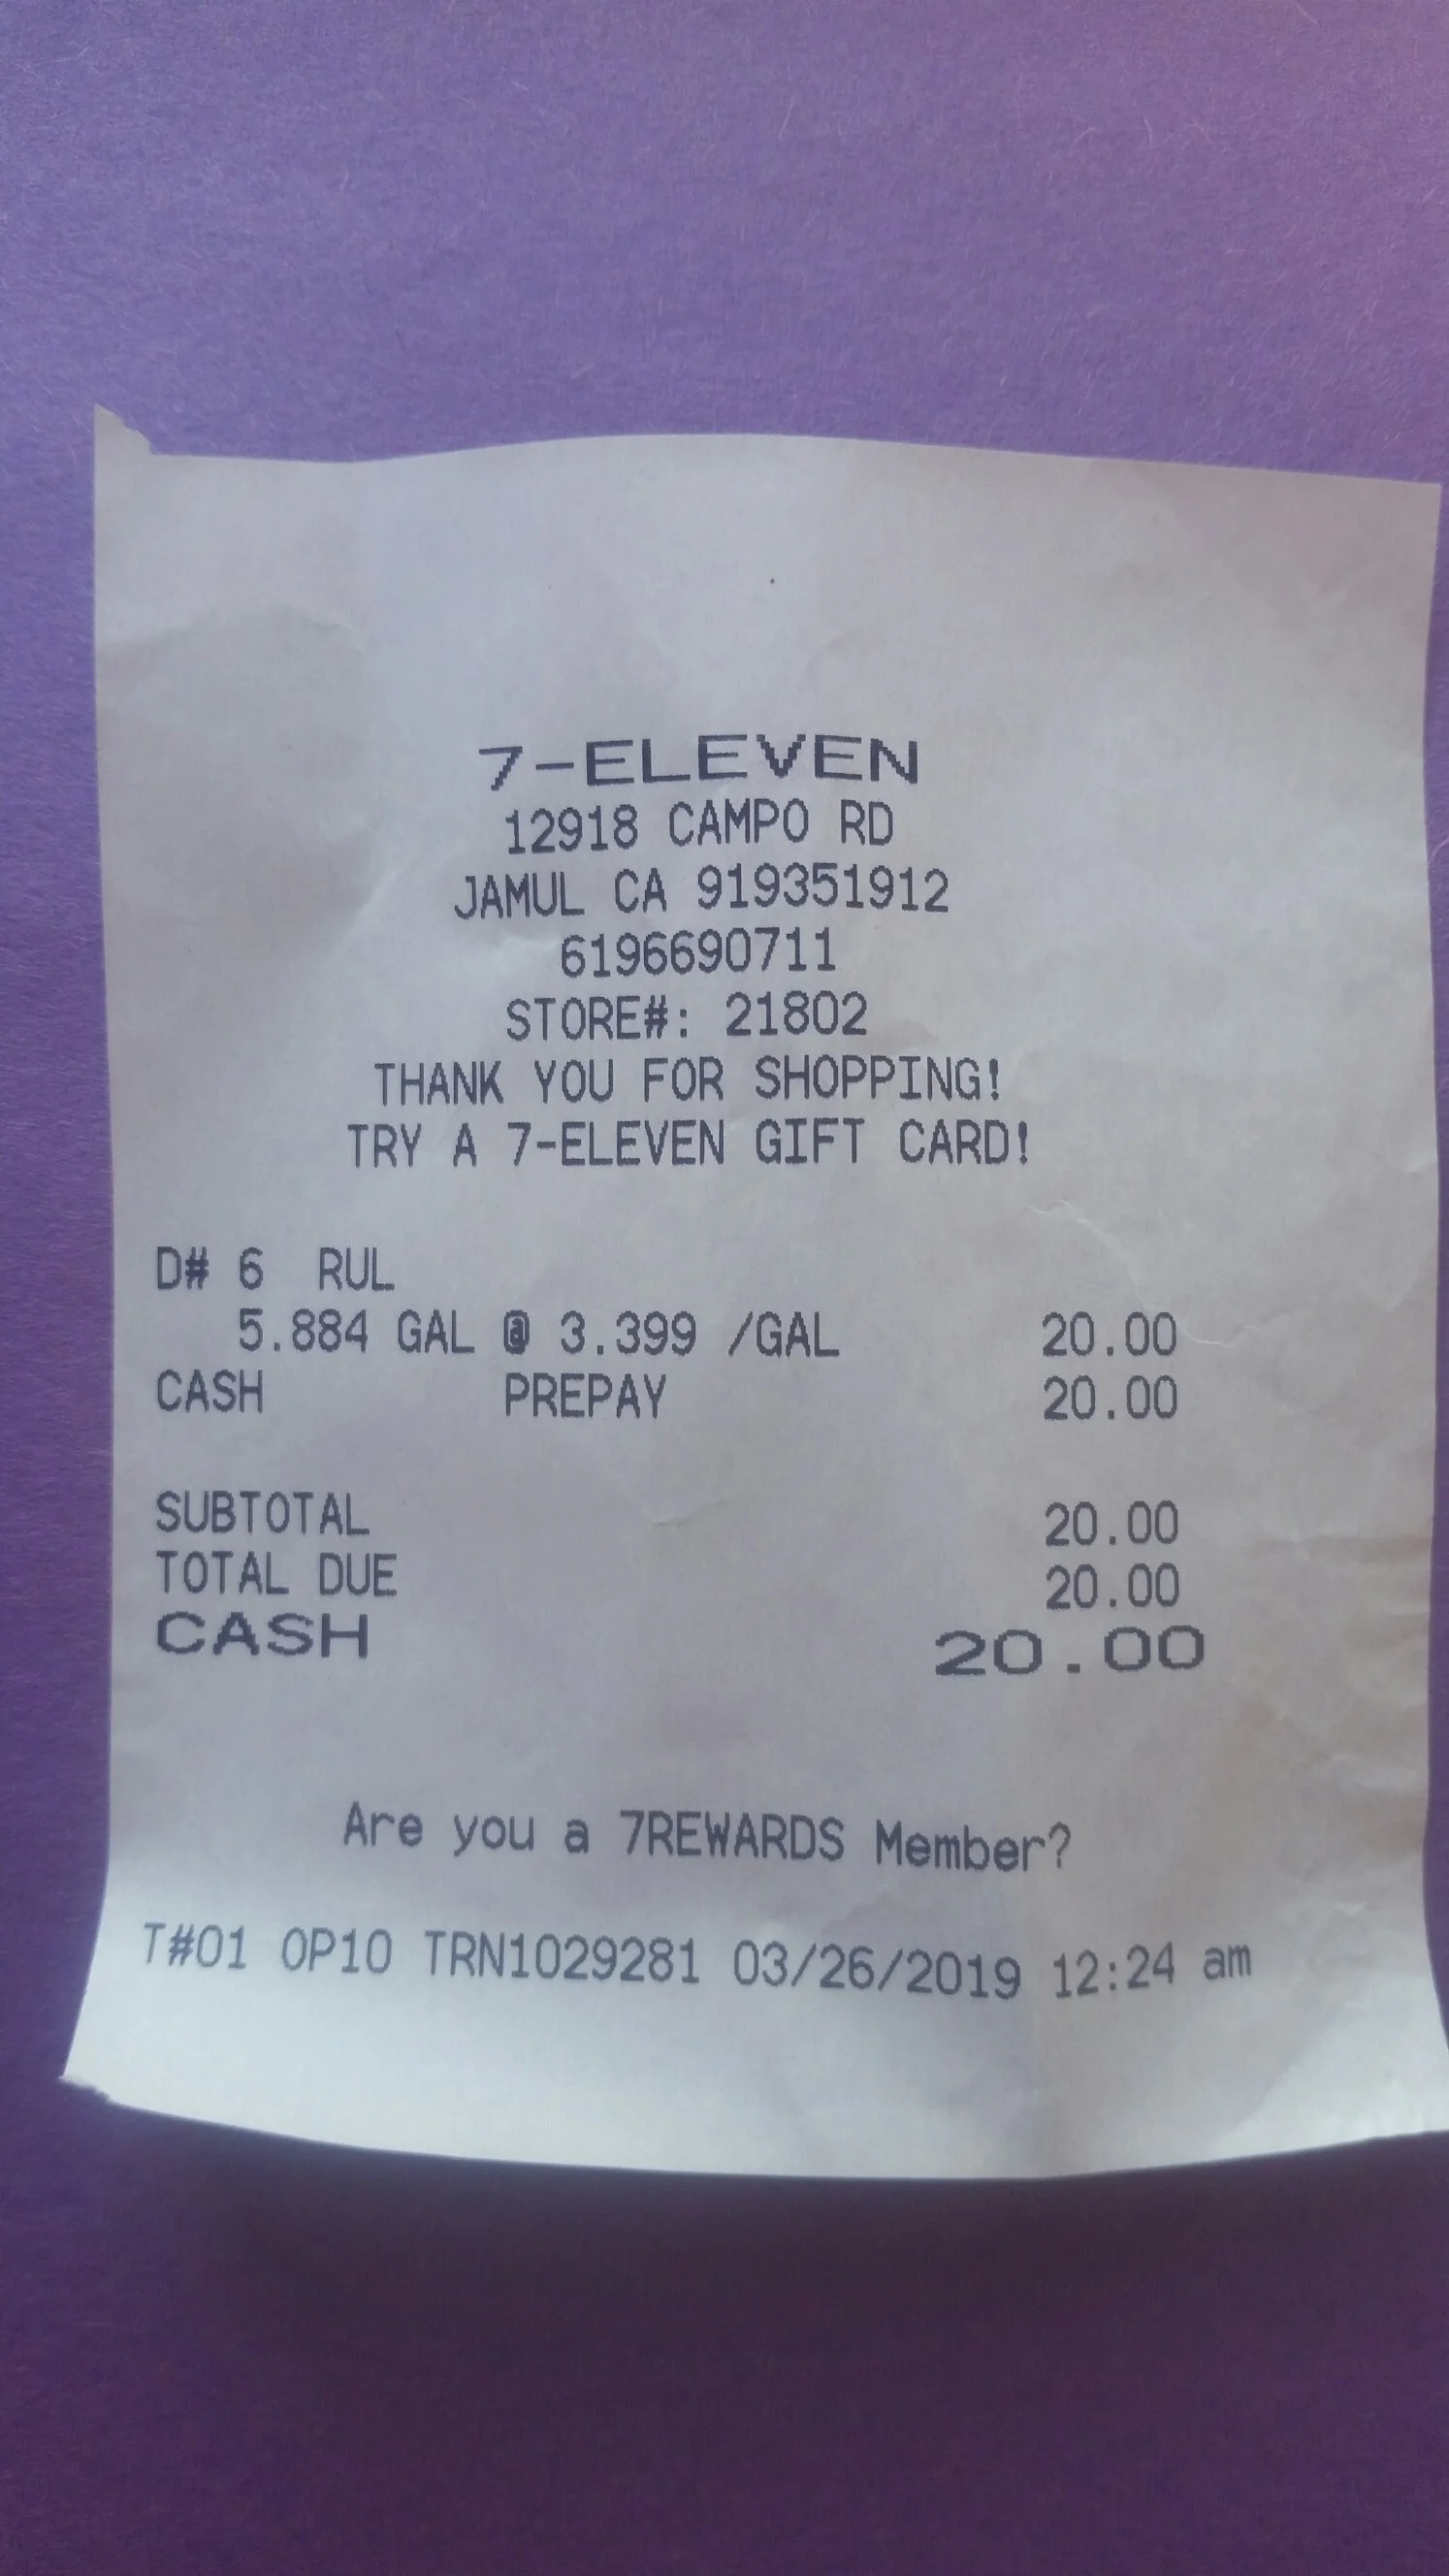 7-ELEVEN
12918 CAMPO RD
JAMUL CA 919351912
6196690711
STORE#: 21802
THANK YOU FOR SHOPPING!
TRY A 7-ELEVEN GIFT CARD!
D# 6 RUL
5.884 GAL @ 3.399 /GAL 20.00
CASH PREPAY 20.00
SUBTOTAL 20.00
TOTAL DUE 20.00
CASH 20.00
Are you a 7REWARDS Member?
T#01 OP10 TRN1029281 03/26/2019 12:24 am